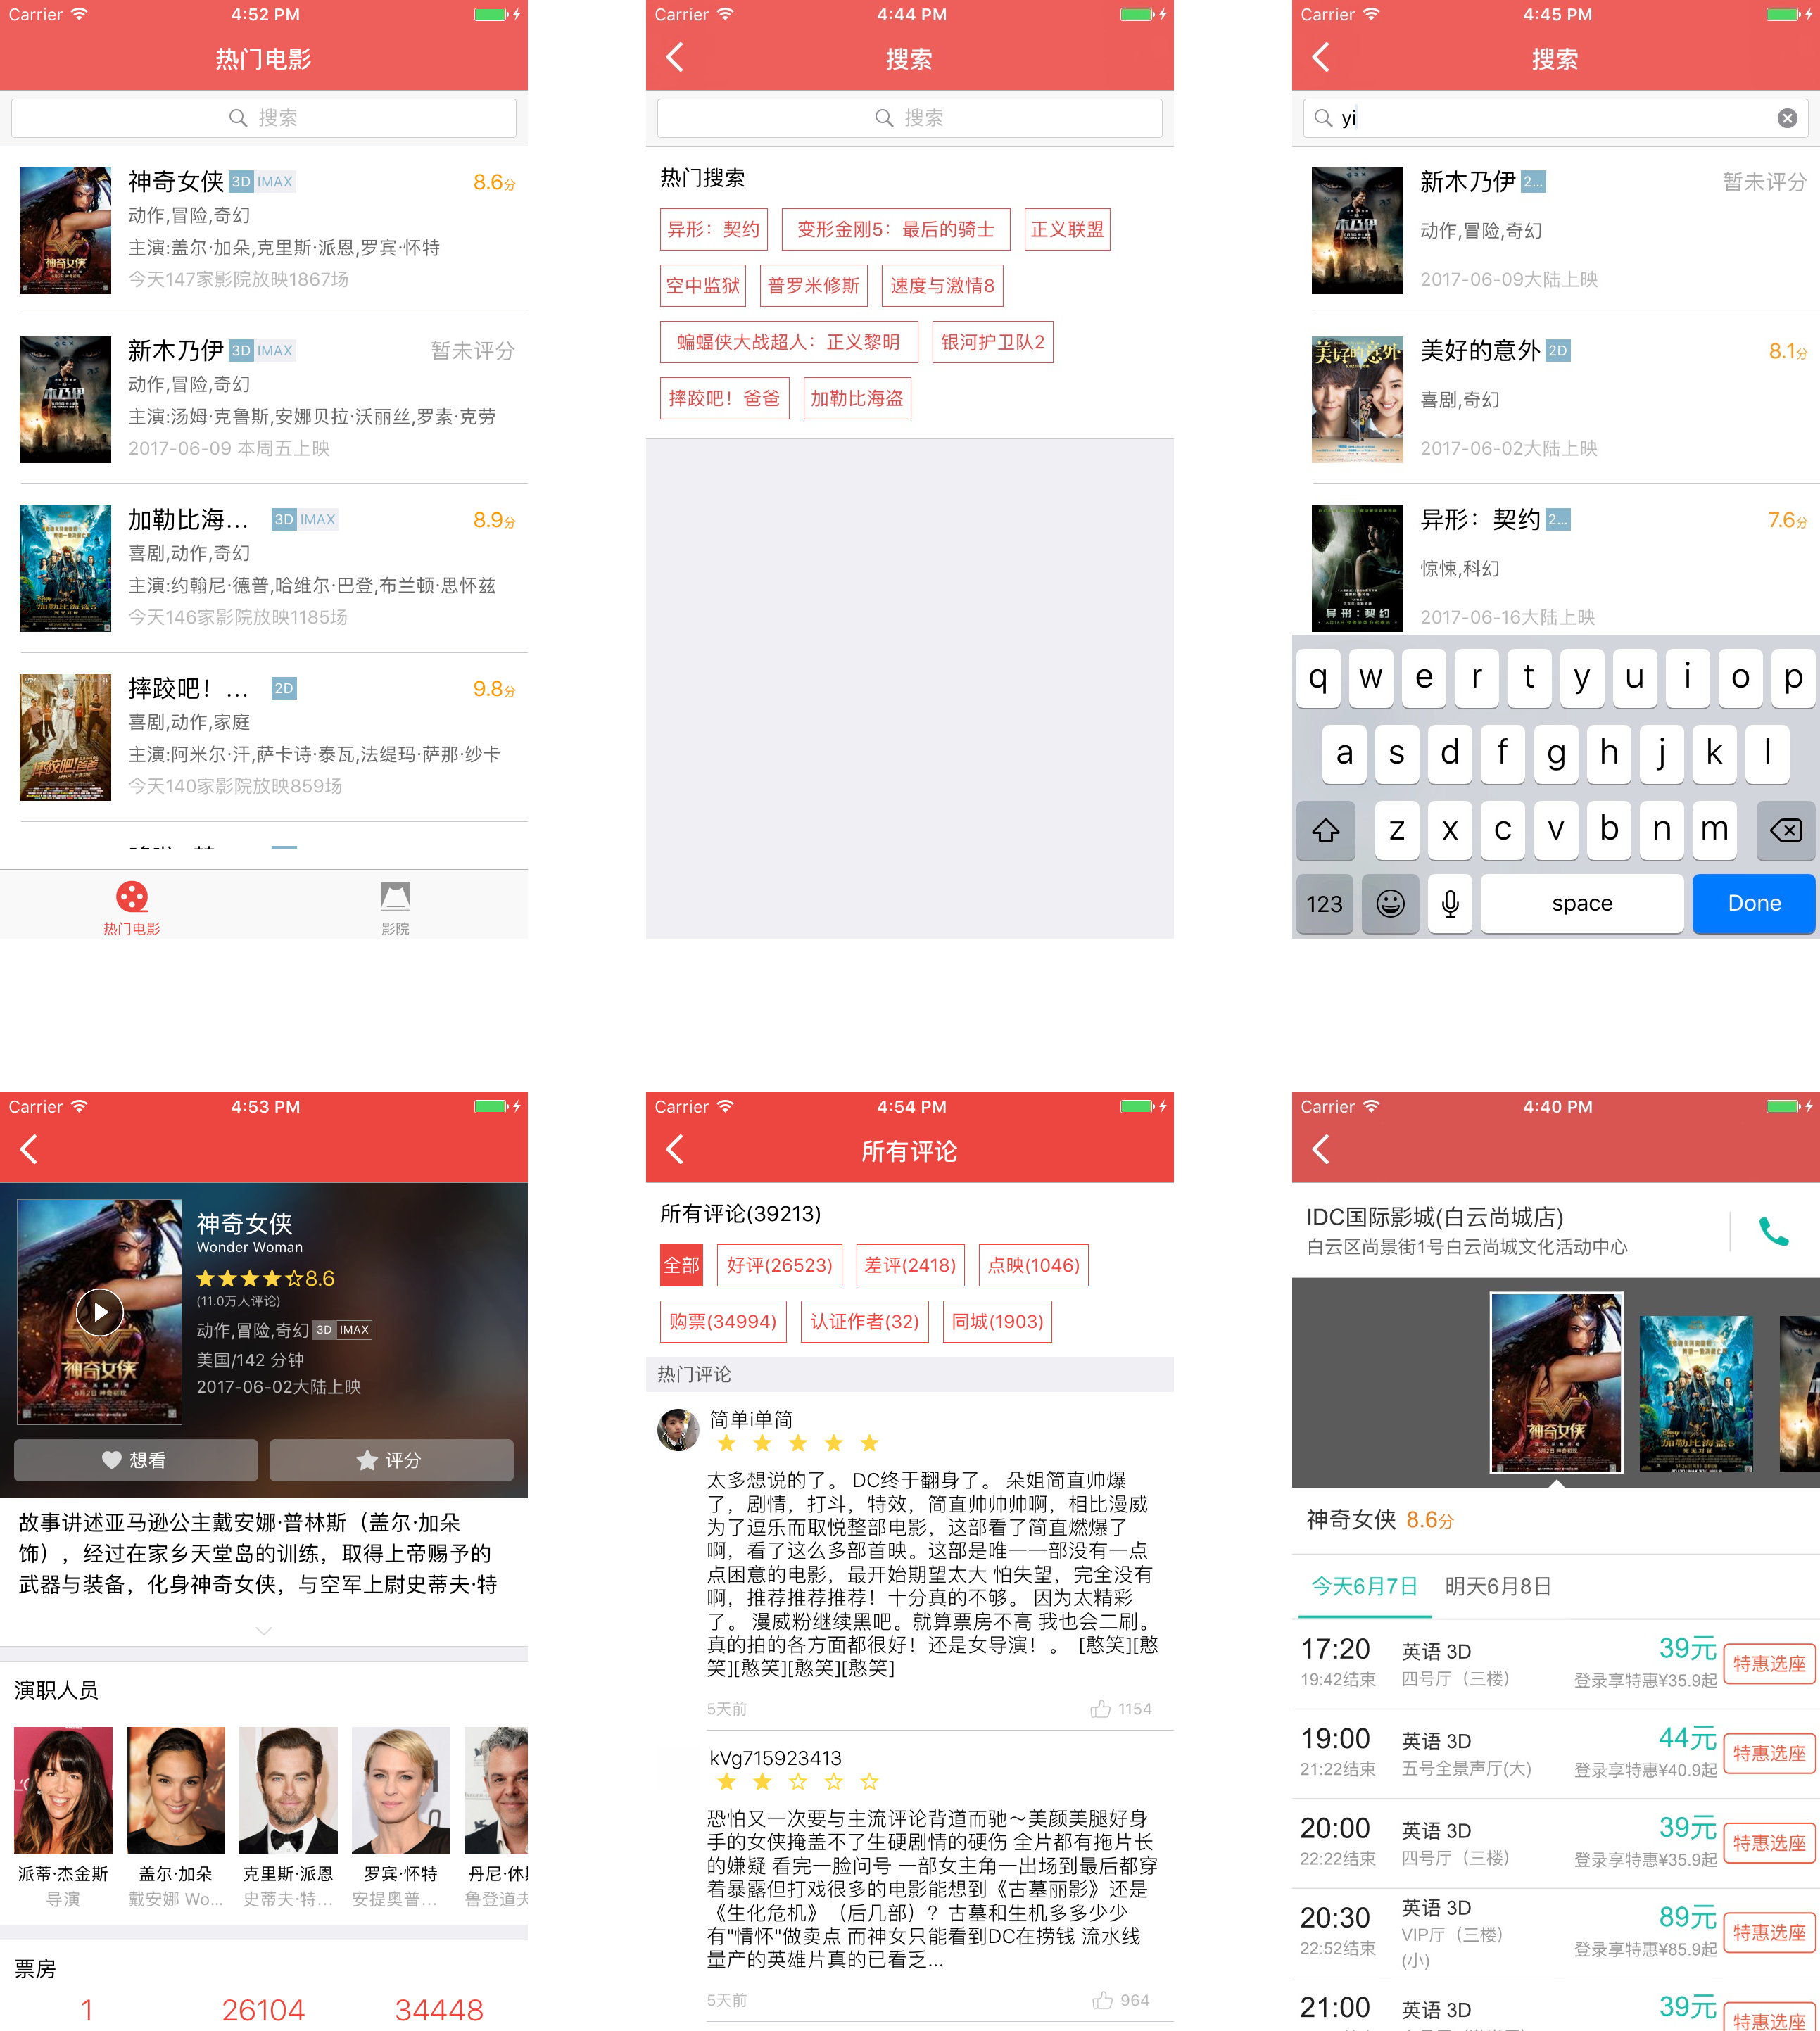 Carrier 4:52 PM
热门电影
搜索
神奇女侠 3D IMAX 8.6分
动作,冒险,奇幻
主演:盖尔·加朵,克里斯·派恩,罗宾·怀特
今天147家影院放映1867场
新木乃伊 3D IMAX 暂未评分
动作,冒险,奇幻
主演:汤姆·克鲁斯,安娜贝拉·沃丽丝,罗素·克劳
2017-06-09 本周五上映
加勒比海... 3D IMAX 8.9分
喜剧,动作,奇幻
主演:约翰尼·德普,哈维尔·巴登,布兰顿·思怀兹
今天146家影院放映1185场
摔跤吧！... 2D 9.8分
喜剧,动作,家庭
主演:阿米尔·汗,萨卡诗·泰瓦,法缇玛·萨那·纱卡
今天140家影院放映859场
热门电影 影院
Carrier 4:44 PM
搜索
搜索
热门搜索
异形：契约 变形金刚5：最后的骑士 正义联盟
空中监狱 普罗米修斯 速度与激情8
蝙蝠侠大战超人：正义黎明 银河护卫队2
摔跤吧！爸爸 加勒比海盗
Carrier 4:45 PM
搜索
yi
新木乃伊 2... 暂未评分
动作,冒险,奇幻
2017-06-09大陆上映
美好的意外 2D 8.1分
喜剧,奇幻
2017-06-02大陆上映
异形：契约 2... 7.6分
惊悚,科幻
2017-06-16大陆上映
q w e r t y u i o p
a s d f g h j k l
z x c v b n m
123 space Done
Carrier 4:53 PM
神奇女侠
Wonder Woman
8.6
(11.0万人评论)
动作,冒险,奇幻 3D IMAX
美国/142 分钟
2017-06-02大陆上映
神奇女侠
6月2日 神奇初现
想看 评分
故事讲述亚马逊公主戴安娜·普林斯（盖尔·加朵
饰），经过在家乡天堂岛的训练，取得上帝赐予的
武器与装备，化身神奇女侠，与空军上尉史蒂夫·特
演职人员
派蒂·杰金斯 盖尔·加朵 克里斯·派恩 罗宾·怀特 丹尼·休
导演 戴安娜 Wo... 史蒂夫·特... 安提奥普... 鲁登道夫
票房
1 26104 34448
Carrier 4:54 PM
所有评论
所有评论(39213)
全部 好评(26523) 差评(2418) 点映(1046)
购票(34994) 认证作者(32) 同城(1903)
热门评论
简单i单简
太多想说的了。 DC终于翻身了。 朵姐简直帅爆
了，剧情，打斗，特效，简直帅帅帅啊，相比漫威
为了逗乐而取悦整部电影，这部看了简直燃爆了
啊，看了这么多部首映。这部是唯一一部没有一点
点困意的电影，最开始期望太大 怕失望，完全没有
啊，推荐推荐推荐！十分真的不够。 因为太精彩
了。 漫威粉继续黑吧。就算票房不高 我也会二刷。
真的拍的各方面都很好！还是女导演！。 [憨笑][憨
笑][憨笑][憨笑][憨笑]
5天前 1154
kVg715923413
恐怕又一次要与主流评论背道而驰～美颜美腿好身
手的女侠掩盖不了生硬剧情的硬伤 全片都有拖片长
的嫌疑 看完一脸问号 一部女主角一出场到最后都穿
着暴露但打戏很多的电影能想到《古墓丽影》还是
《生化危机》（后几部）？古墓和生机多多少少
有"情怀"做卖点 而神女只能看到DC在捞钱 流水线
量产的英雄片真的已看乏...
5天前 964
Carrier 4:40 PM
IDC国际影城(白云尚城店)
白云区尚景街1号白云尚城文化活动中心
神奇女侠 8.6分
今天6月7日 明天6月8日
17:20 英语 3D 39元 特惠选座
19:42结束 四号厅（三楼） 登录享特惠¥35.9起
19:00 英语 3D 44元 特惠选座
21:22结束 五号全景声厅(大) 登录享特惠¥40.9起
20:00 英语 3D 39元 特惠选座
22:22结束 四号厅（三楼） 登录享特惠¥35.9起
20:30 英语 3D 89元 特惠选座
22:52结束 VIP厅（三楼） 登录享特惠¥85.9起
(小)
21:00 英语 3D 39元 特惠选座